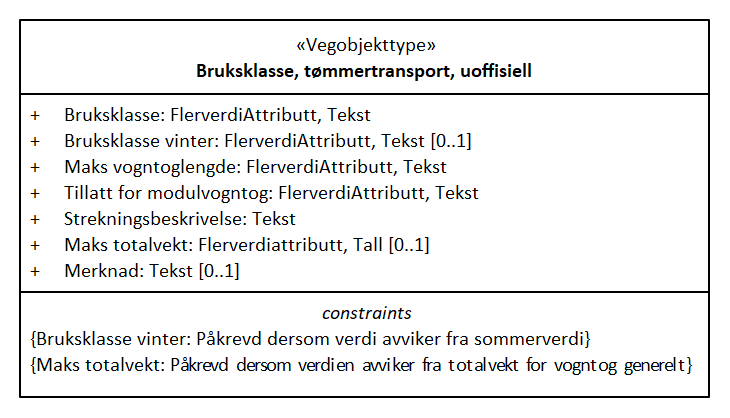 «Vegobjekttype»
Bruksklasse, tømmertransport, uoffisiell
+ Bruksklasse: FlerverdiAttributt, Tekst
+ Bruksklasse vinter: FlerverdiAttributt, Tekst [0..1]
+ Maks vogntoglengde: FlerverdiAttributt, Tekst
+ Tillatt for modulvogntog: FlerverdiAttributt, Tekst
+ Strekningsbeskrivelse: Tekst
+ Maks totalvekt: Flerverdiattributt, Tall [0..1]
+ Merknad: Tekst [0..1]
constraints
{Bruksklasse vinter: Påkrevd dersom verdi avviker fra sommerverdi}
{Maks totalvekt: Påkrevd dersom verdien avviker fra totalvekt for vogntog generelt}